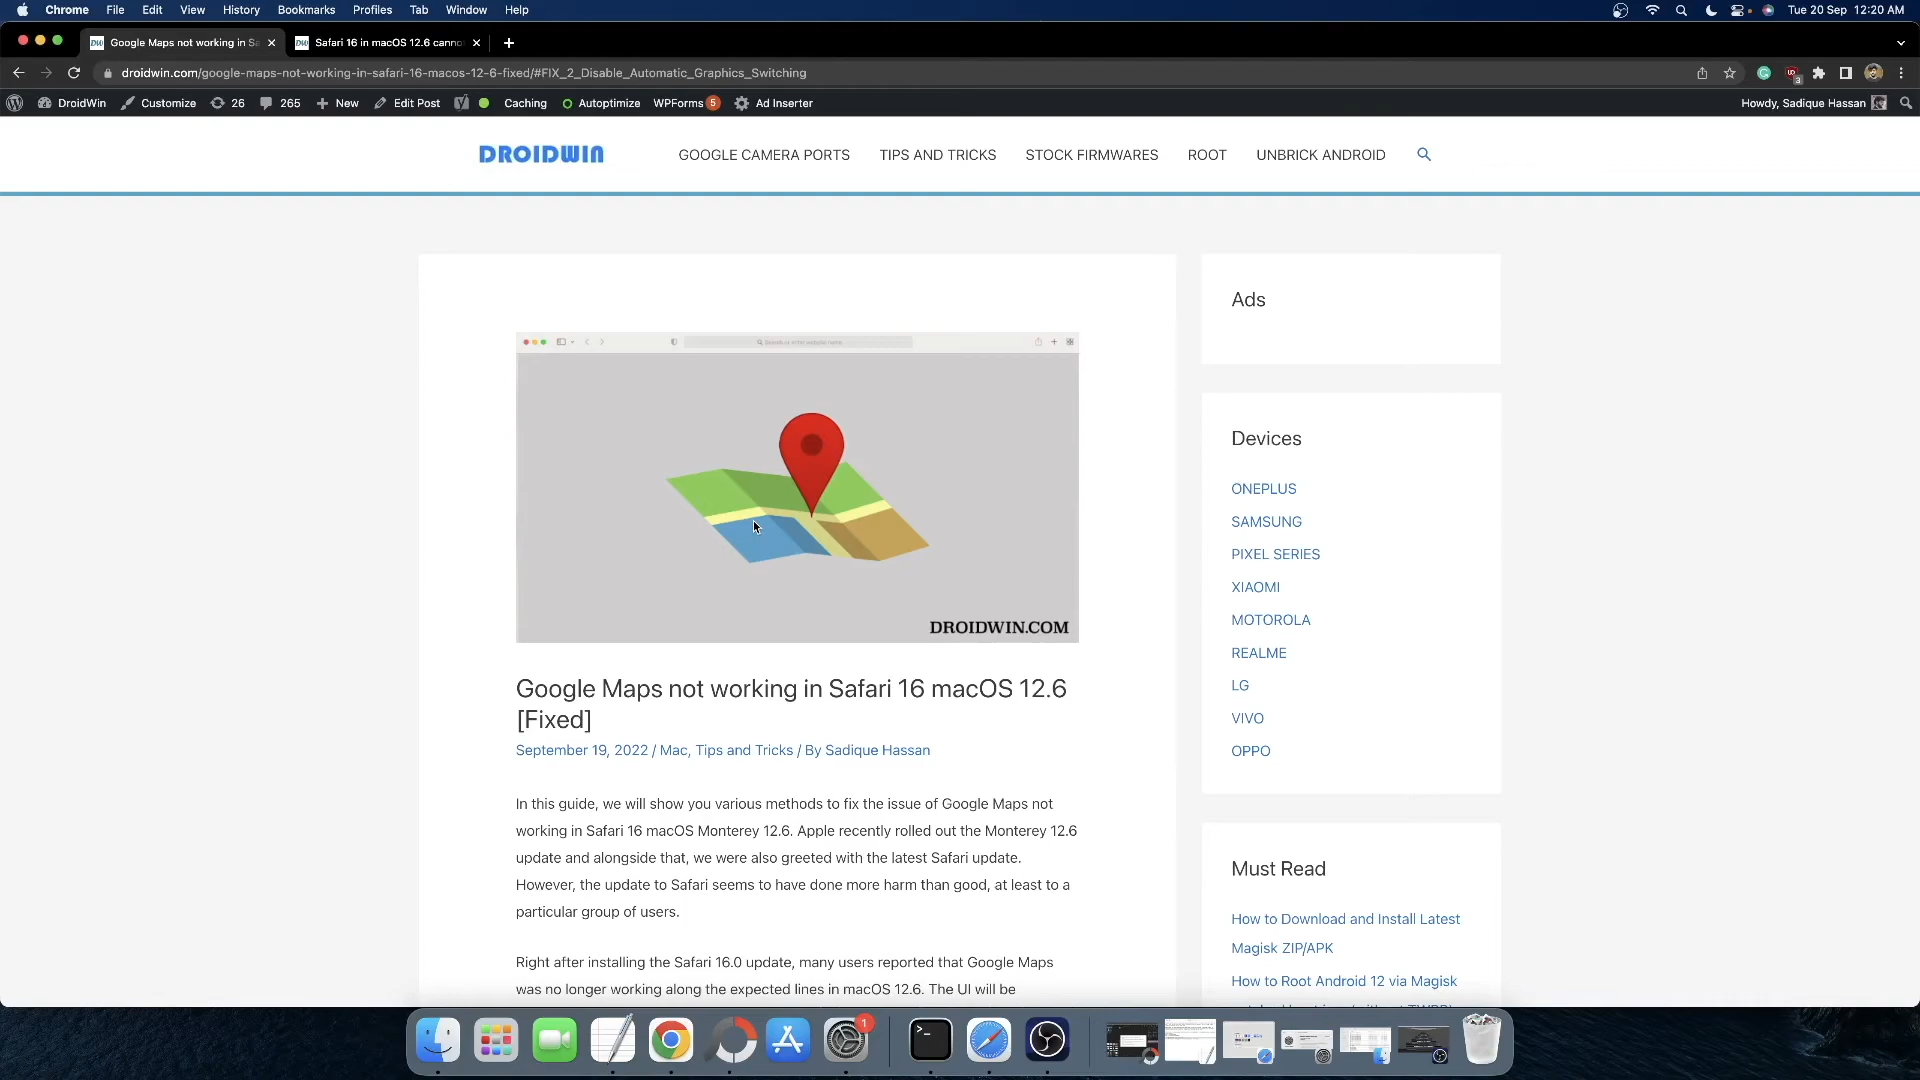 Chrome File Edit View History Bookmarks Profiles Tab Window Help
Tue 20 Sep 12:20 AM
Google Maps not working in Sa
Safari 16 in macOS 12.6 canno
droidwin.com/google-maps-not-working-in-safari-16-macos-12-6-fixed/#FIX_2_Disable_Automatic_Graphics_Switching
DroidWin Customize 26 265 New Edit Post Caching Autoptimize WPForms 5 Ad Inserter
Howdy, Sadique Hassan
DROIDWIN
GOOGLE CAMERA PORTS TIPS AND TRICKS STOCK FIRMWARES ROOT UNBRICK ANDROID
DROIDWIN.COM
Google Maps not working in Safari 16 macOS 12.6
[Fixed]
September 19, 2022 / Mac, Tips and Tricks / By Sadique Hassan
In this guide, we will show you various methods to fix the issue of Google Maps not
working in Safari 16 macOS Monterey 12.6. Apple recently rolled out the Monterey 12.6
update and alongside that, we were also greeted with the latest Safari update.
However, the update to Safari seems to have done more harm than good, at least to a
particular group of users.
Right after installing the Safari 16.0 update, many users reported that Google Maps
was no longer working along the expected lines in macOS 12.6. The UI will be
Ads
Devices
ONEPLUS
SAMSUNG
PIXEL SERIES
XIAOMI
MOTOROLA
REALME
LG
VIVO
OPPO
Must Read
How to Download and Install Latest
Magisk ZIP/APK
How to Root Android 12 via Magisk
1